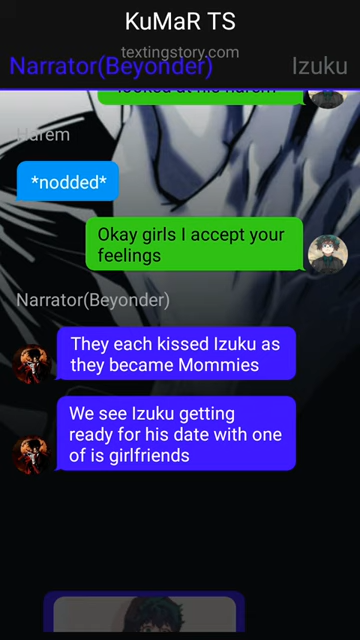 KuMaR TS
textingstory.com
Narrator(Beyonder)
Izuku
looked at his harem
Harem
*nodded*
Okay girls I accept your
feelings
Narrator(Beyonder)
They each kissed Izuku as
they became Mommies
We see Izuku getting
ready for his date with one
of is girlfriends